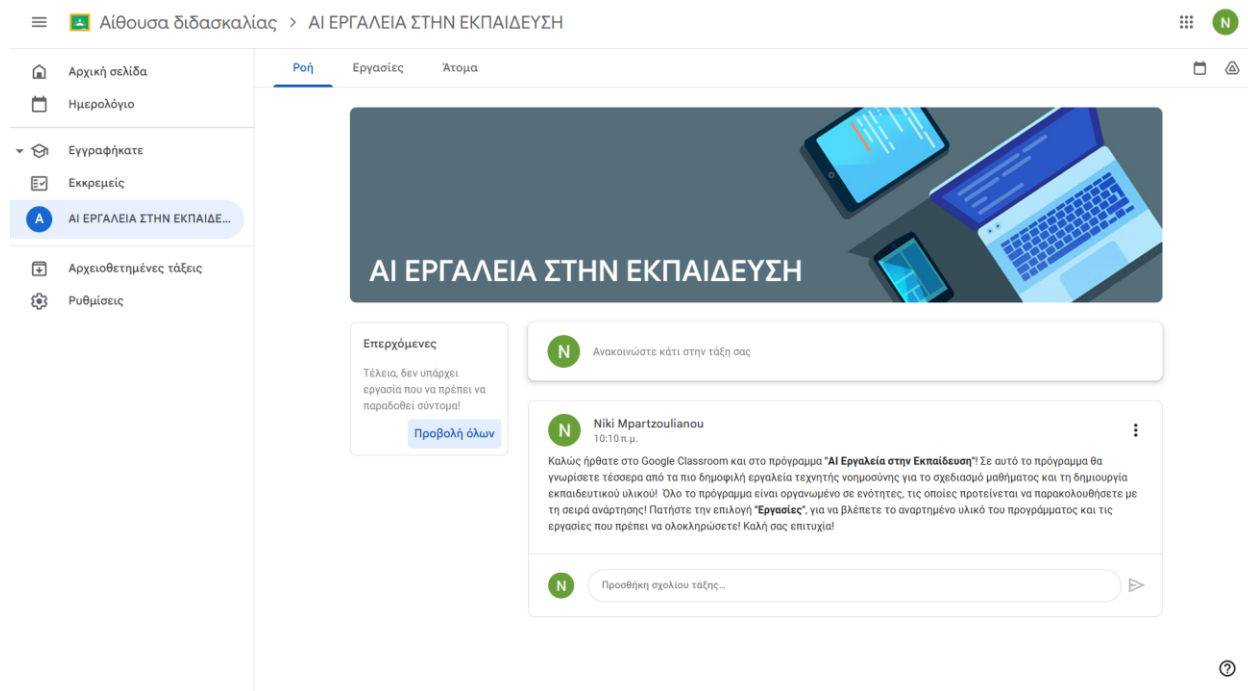 Αίθουσα διδασκαλίας > AI ΕΡΓΑΛΕΙΑ ΣΤΗΝ ΕΚΠΑΙΔΕΥΣΗ
N
Αρχική σελίδα
Ημερολόγιο
Εγγραφήκατε
Εκκρεμείς
A
AI ΕΡΓΑΛΕΙΑ ΣΤΗΝ ΕΚΠΑΙΔΕ...
Αρχειοθετημένες τάξεις
Ρυθμίσεις
Ροή Εργασίες Άτομα
AI ΕΡΓΑΛΕΙΑ ΣΤΗΝ ΕΚΠΑΙΔΕΥΣΗ
Επερχόμενες
Τέλεια, δεν υπάρχει
εργασία που να πρέπει να
παραδοθεί σύντομα!
Προβολή όλων
N
Ανακοινώστε κάτι στην τάξη σας
N
Niki Mpartzoulianou
10:10 π.μ.
Καλώς ήρθατε στο Google Classroom και στο πρόγραμμα "AI Εργαλεία στην Εκπαίδευση"! Σε αυτό το πρόγραμμα θα
γνωρίσετε τέσσερα από τα πιο δημοφιλή εργαλεία τεχνητής νοημοσύνης για το σχεδιασμό μαθήματος και τη δημιουργία
εκπαιδευτικού υλικού! Όλο το πρόγραμμα είναι οργανωμένο σε ενότητες, τις οποίες προτείνεται να παρακολουθήσετε με
τη σειρά ανάρτησης! Πατήστε την επιλογή "Εργασίες", για να βλέπετε το αναρτημένο υλικό του προγράμματος και τις
εργασίες που πρέπει να ολοκληρώσετε! Καλή σας επιτυχία!
N
Προσθήκη σχολίου τάξης...